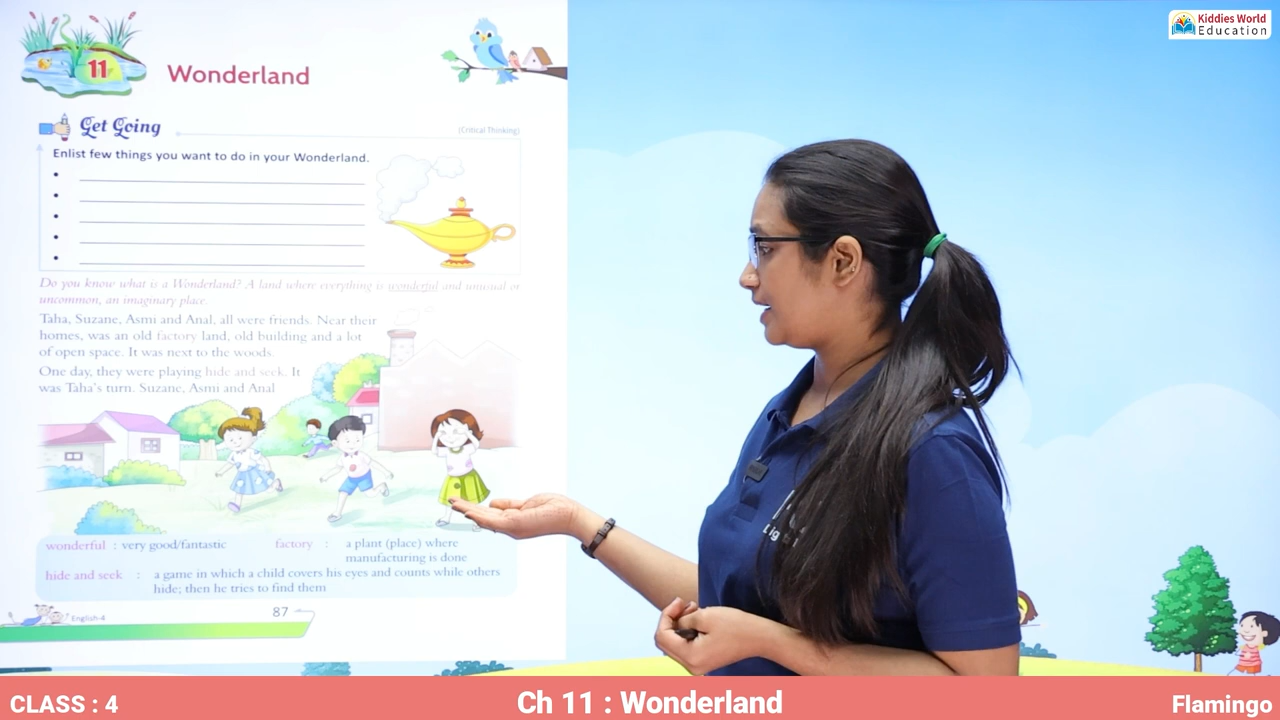 Kiddies World
Education
11
Wonderland
Get Going
(Critical Thinking)
Enlist few things you want to do in your Wonderland.
Do you know what is a Wonderland? A land where everything is wonderful and unusual or
uncommon, an imaginary place.
Taha, Suzane, Asmi and Anal, all were friends. Near their
homes, was an old factory land, old building and a lot
of open space. It was next to the woods.
One day, they were playing hide and seek. It
was Taha's turn. Suzane, Asmi and Anal
wonderful : very good/fantastic
factory : a plant (place) where
manufacturing is done
hide and seek : a game in which a child covers his eyes and counts while others
hide; then he tries to find them
English-4
87
CLASS : 4
Ch 11 : Wonderland
Flamingo